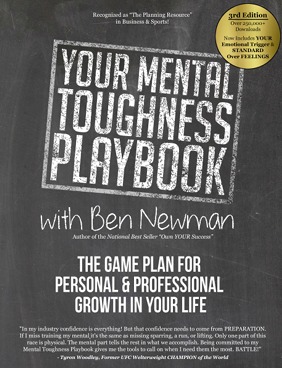 Recognized as "The Planning Resource"
in Business & Sports!
3rd Edition
Over 250,000+
Downloads
Now includes YOUR
Emotional Trigger &
STANDARD
Over FEELINGS
YOUR MENTAL
TOUGHNESS
PLAYBOOK
with Ben Newman
Author of the National Best Seller "Own YOUR Success"
THE GAME PLAN FOR
PERSONAL & PROFESSIONAL
GROWTH IN YOUR LIFE
"In my industry confidence is everything! But that confidence needs to come from PREPARATION.
If I miss training my mental it's the same as missing sparring, a run, or lifting. Only one part of this
race is physical. The mental part tells the rest in what we accomplish. Being committed to my
Mental Toughness Playbook gives me the tools to call on when I need them the most. BATTLE!"
- Tyron Woodley, Former UFC Welterweight CHAMPION of the World